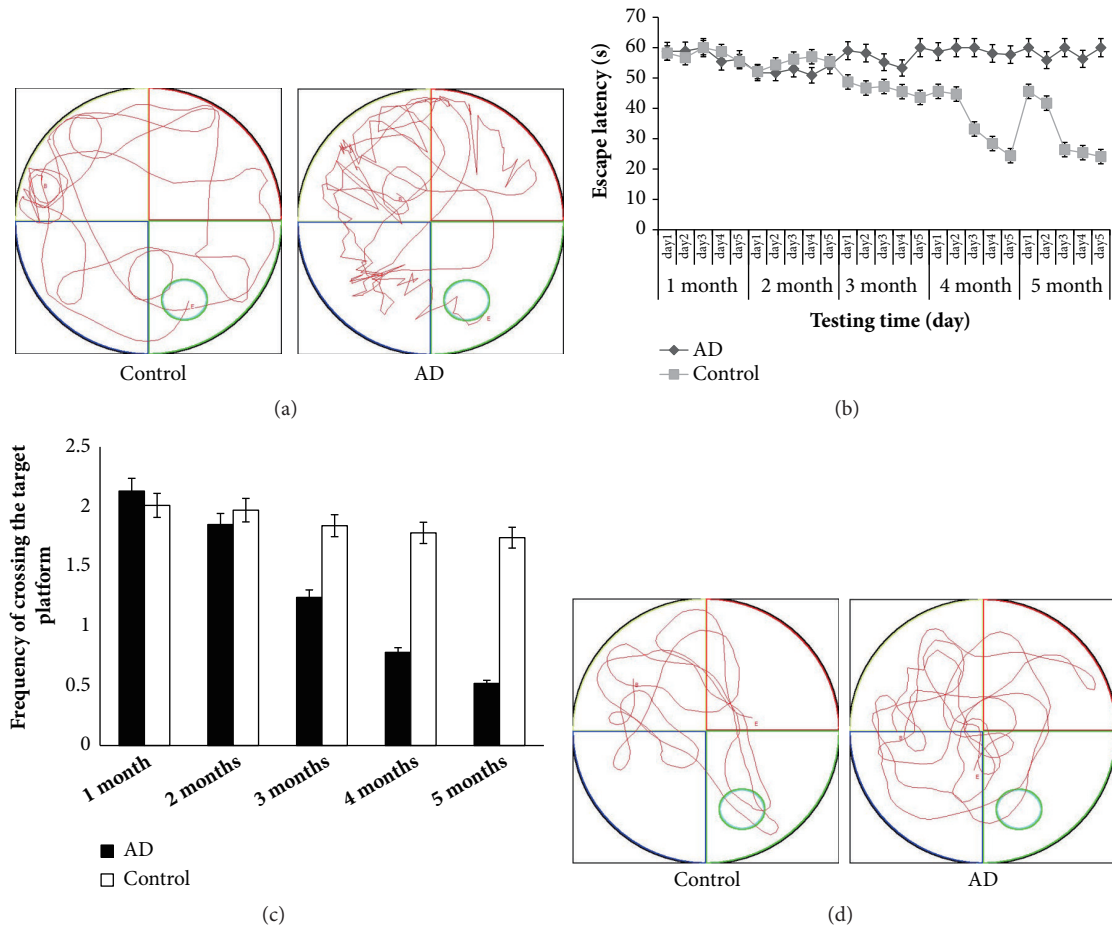 B
E
Control
B
E
AD
(a)
Escape latency (s)
70
60
50
40
30
20
10
0
day1
day2
day3
day4
day5
day1
day2
day3
day4
day5
day1
day2
day3
day4
day5
day1
day2
day3
day4
day5
day1
day2
day3
day4
day5
1 month
2 month
3 month
4 month
5 month
Testing time (day)
AD
Control
(b)
Frequency of crossing the target
platform
2.5
2
1.5
1
0.5
0
1 month
2 months
3 months
4 months
5 months
AD
Control
(c)
B
E
Control
E
AD
(d)